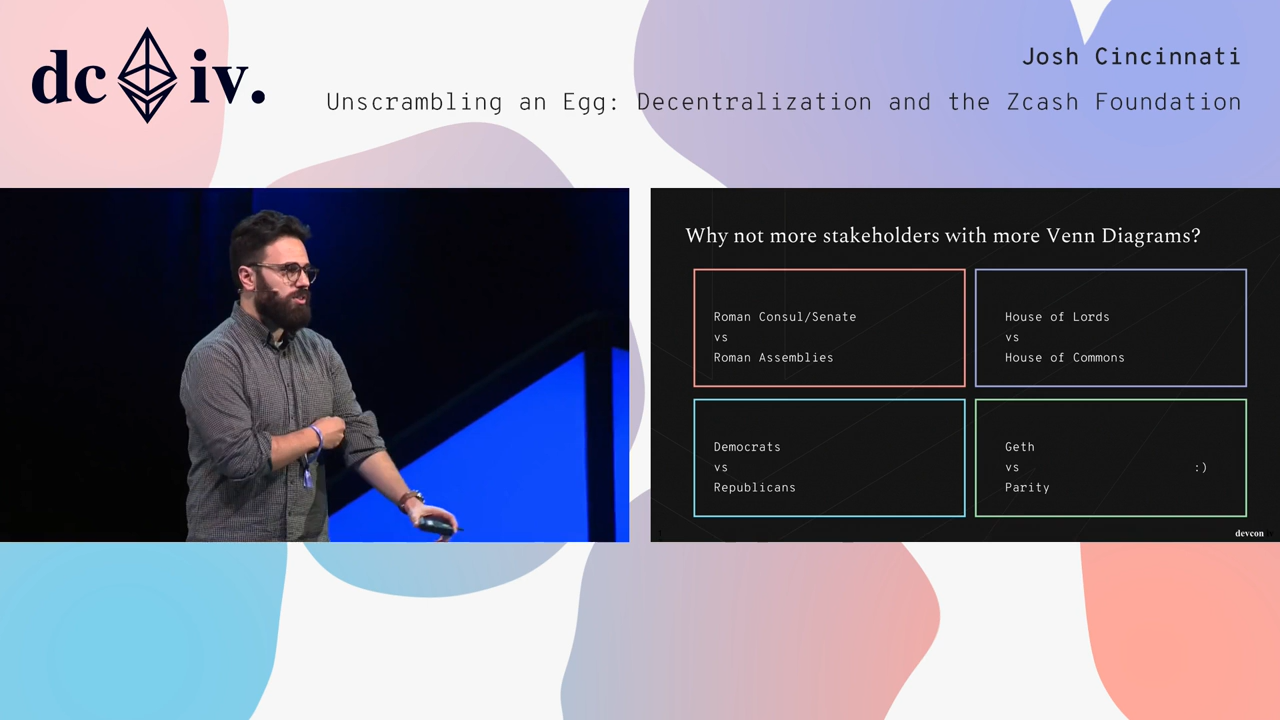 dc iv.
Josh Cincinnati
Unscrambling an Egg: Decentralization and the Zcash Foundation
Why not more stakeholders with more Venn Diagrams?
Roman Consul/Senate
vs
Roman Assemblies
House of Lords
vs
House of Commons
Democrats
vs
Republicans
Geth
vs :)
Parity
devcon